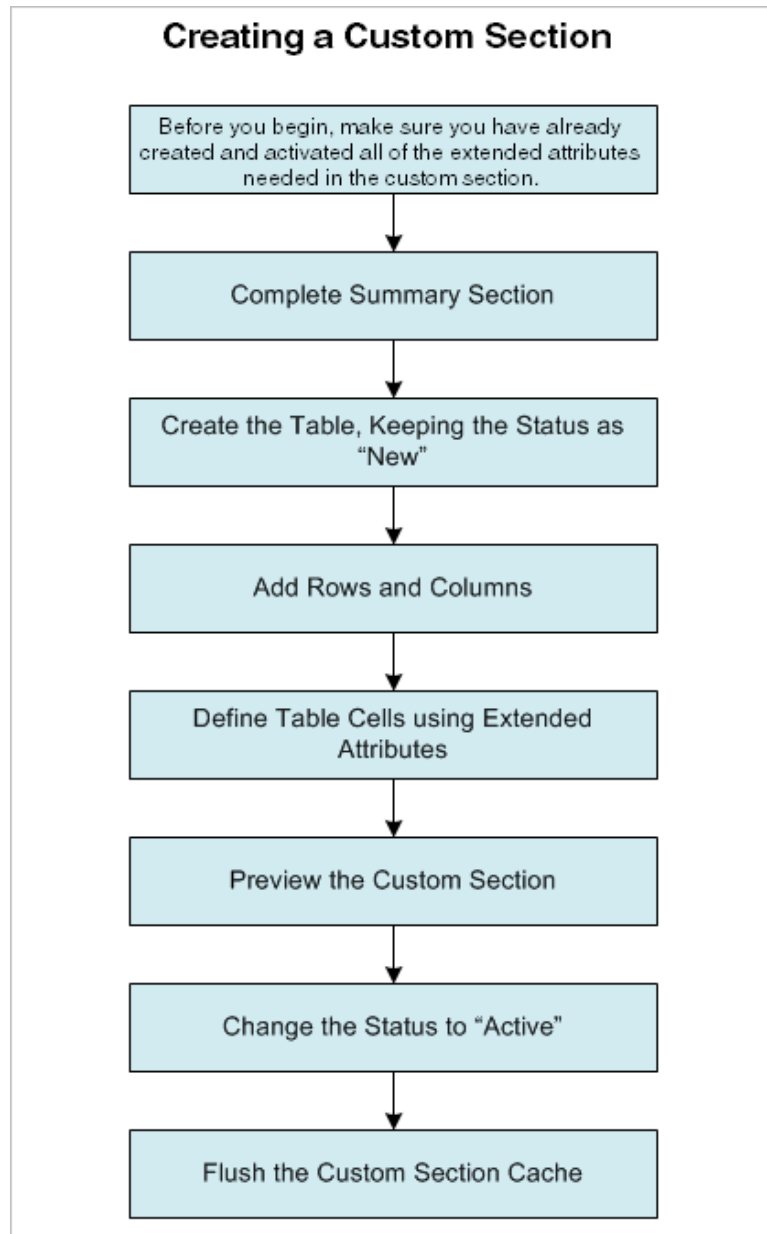 Creating a Custom Section
Before you begin, make sure you have already
created and activated all of the extended attributes
needed in the custom section.
Complete Summary Section
Create the Table, Keeping the Status as
“New”
Add Rows and Columns
Define Table Cells using Extended
Attributes
Preview the Custom Section
Change the Status to “Active”
Flush the Custom Section Cache